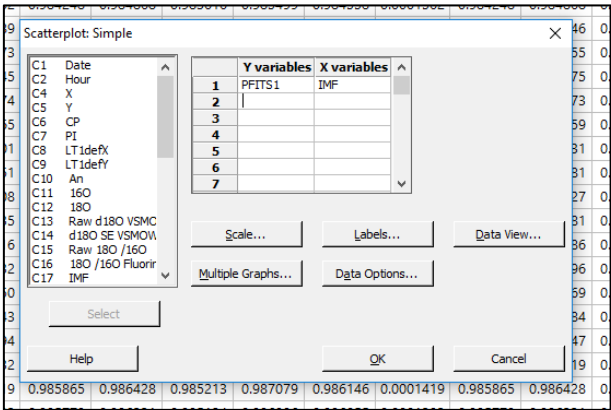 Scatterplot: Simple
C1 Date
C2 Hour
C4 X
C5 Y
C6 CP
C7 PI
C8 LT1defX
C9 LT1defY
C10 An
C11 16O
C12 18O
C13 Raw d18O VSMO
C14 d18O SE VSMOW
C15 Raw 18O /16O
C16 18O /16O Fluorir
C17 IMF
Y variables X variables
1 PFITS1 IMF
2
3
4
5
6
7
Scale... Labels... Data View...
Multiple Graphs... Data Options...
Select
Help OK Cancel
9 0.985865 0.986428 0.985213 0.987079 0.986146 0.0001419 0.985865 0.986428 0.